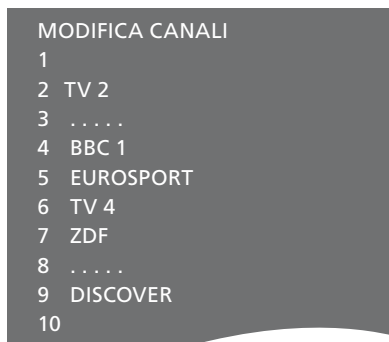 MODIFICA CANALI
1
2 TV 2
3 . . . . .
4 BBC 1
5 EUROSPORT
6 TV 4
7 ZDF
8 . . . . .
9 DISCOVER
10